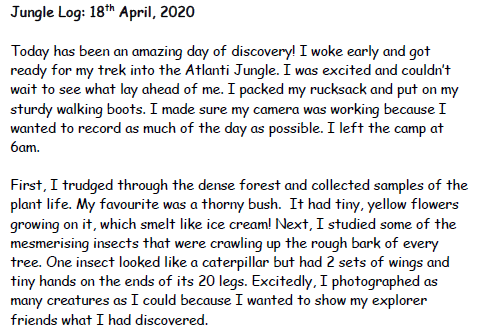 Jungle Log: 18th April, 2020
Today has been an amazing day of discovery! I woke early and got
ready for my trek into the Atlanti Jungle. I was excited and couldn't
wait to see what lay ahead of me. I packed my rucksack and put on my
sturdy walking boots. I made sure my camera was working because I
wanted to record as much of the day as possible. I left the camp at
6am.
First, I trudged through the dense forest and collected samples of the
plant life. My favourite was a thorny bush.  It had tiny, yellow flowers
growing on it, which smelt like ice cream! Next, I studied some of the
mesmerising insects that were crawling up the rough bark of every
tree. One insect looked like a caterpillar but had 2 sets of wings and
tiny hands on the ends of its 20 legs. Excitedly, I photographed as
many creatures as I could because I wanted to show my explorer
friends what I had discovered.